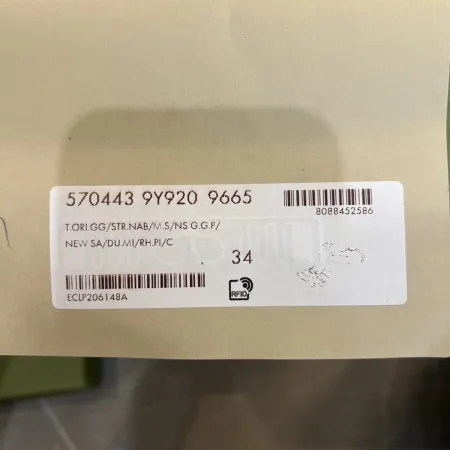 570443 9Y920 9665
8088452586
T.ORI.GG/STR.NAB/M.S/NS G.G.P/
NEW SA/DU.MI/RH.PI/C
34
ECLP206148A
RFID